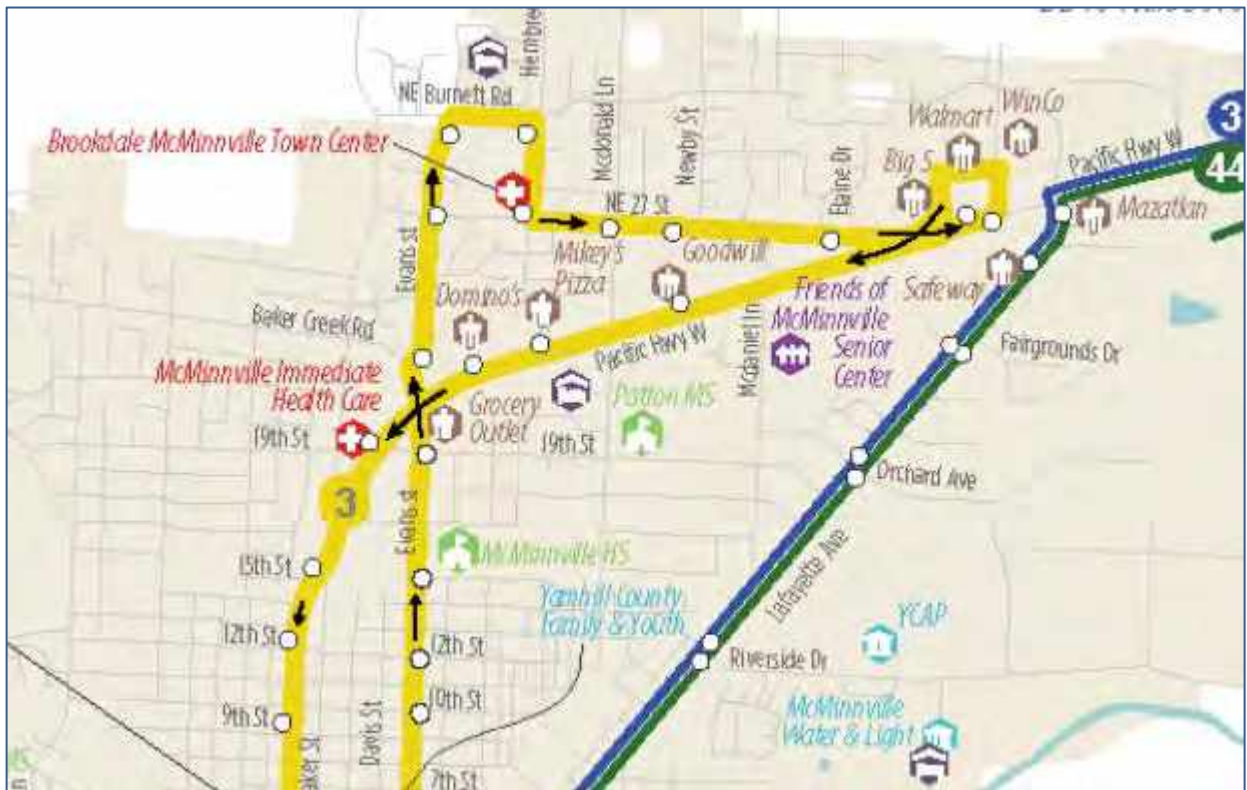 NE Burnett Rd
Brookdale McMinnville Town Center
Mcdonald Ln
Newby St
Elaine Dr
Walmart
WinCo
Big 5
Pacific Hwy W
3
44
Mazatlan
NE 27 St
Evans st
Mikey's
Pizza
Goodwill
Domino's
Baker Creek Rd
Pacific Hwy W
Mcdaniel Ln
Friends of
McMinnville
Senior
Center
Safeway
Fairgrounds Dr
McMinnville Immediate
Health Care
19th St
Grocery
Outlet
19th St
Patton MS
Orchard Ave
3
Evans st
McMinnville HS
15th St
Yamhill County
Family & Youth
Lafayette Ave
YCAP
12th St
12th St
Riverside Dr
9th St
Davis St
10th St
McMinnville
Water & Light
7th St